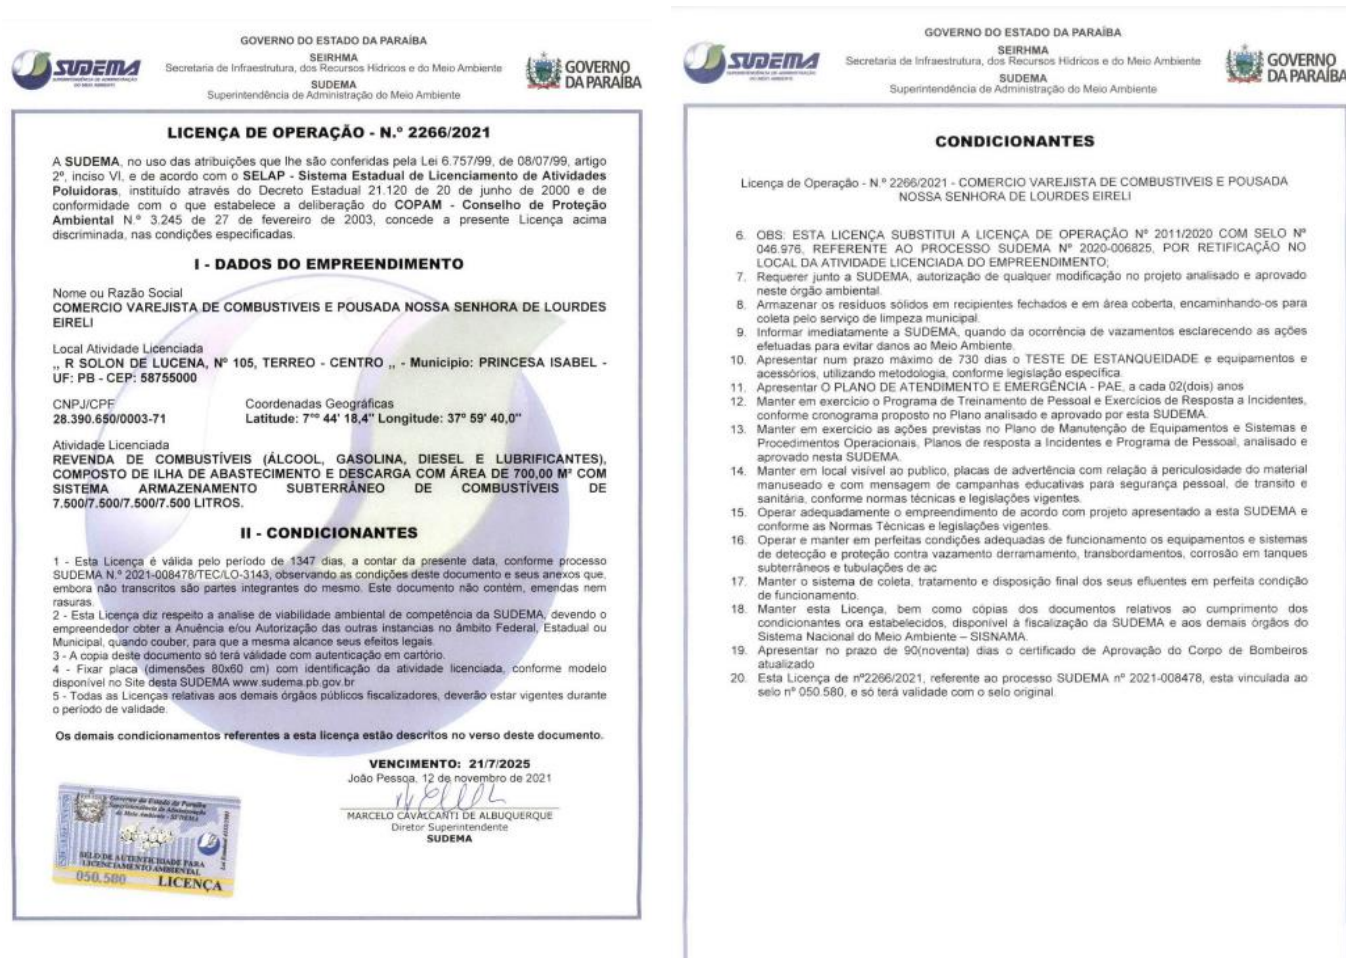 GOVERNO DO ESTADO DA PARAÍBA
SEIRHMA
Secretaria de Infraestrutura, dos Recursos Hídricos e do Meio Ambiente
SUDEMA
Superintendência de Administração do Meio Ambiente
SUDEMA
SUPERINTENDÊNCIA DE ADMINISTRAÇÃO
DO MEIO AMBIENTE
GOVERNO
DA PARAÍBA
LICENÇA DE OPERAÇÃO - N.º 2266/2021
A SUDEMA, no uso das atribuições que lhe são conferidas pela Lei 6.757/99, de 08/07/99, artigo
2º, inciso VI, e de acordo com o SELAP - Sistema Estadual de Licenciamento de Atividades
Poluidoras, instituído através do Decreto Estadual 21.120 de 20 de junho de 2000 e de
conformidade com o que estabelece a deliberação do COPAM - Conselho de Proteção
Ambiental N.º 3.245 de 27 de fevereiro de 2003, concede a presente Licença acima
discriminada, nas condições especificadas.
I - DADOS DO EMPREENDIMENTO
Nome ou Razão Social
COMERCIO VAREJISTA DE COMBUSTIVEIS E POUSADA NOSSA SENHORA DE LOURDES
EIRELI
Local Atividade Licenciada
,, R SOLON DE LUCENA, Nº 105, TERREO - CENTRO ,, - Municipio: PRINCESA ISABEL -
UF: PB - CEP: 58755000
CNPJ/CPF Coordenadas Geográficas
28.390.650/0003-71 Latitude: 7º° 44' 18,4" Longitude: 37º 59' 40,0"
Atividade Licenciada
REVENDA DE COMBUSTÍVEIS (ÁLCOOL, GASOLINA, DIESEL E LUBRIFICANTES),
COMPOSTO DE ILHA DE ABASTECIMENTO E DESCARGA COM ÁREA DE 700,00 M² COM
SISTEMA ARMAZENAMENTO SUBTERRÂNEO DE COMBUSTÍVEIS DE
7.500/7.500/7.500/7.500 LITROS.
II - CONDICIONANTES
1 - Esta Licença é válida pelo período de 1347 dias, a contar da presente data, conforme processo
SUDEMA N.º 2021-008478/TEC/LO-3143, observando as condições deste documento e seus anexos que,
embora não transcritos são partes integrantes do mesmo. Este documento não contém, emendas nem
rasuras.
2 - Esta Licença diz respeito a analise de viabilidade ambiental de competência da SUDEMA, devendo o
empreendedor obter a Anuência e/ou Autorização das outras instancias no âmbito Federal, Estadual ou
Municipal, quando couber, para que a mesma alcance seus efeitos legais.
3 - A copia deste documento só terá válidade com autenticação em cartório.
4 - Fixar placa (dimensões 80x60 cm) com identificação da atividade licenciada, conforme modelo
disponível no Site desta SUDEMA www.sudema.pb.gov.br
5 - Todas as Licenças relativas aos demais órgãos públicos fiscalizadores, deverão estar vigentes durante
o período de validade.
Os demais condicionamentos referentes a esta licença estão descritos no verso deste documento.
VENCIMENTO: 21/7/2025
João Pessoa, 12 de novembro de 2021
MARCELO CAVALCANTI DE ALBUQUERQUE
Diretor Superintendente
SUDEMA
Governo do Estado da Paraíba
Superintendência de Administração
do Meio Ambiente - SUDEMA
SELO DE AUTENTICIDADE PARA
LICENCIAMENTO AMBIENTAL
050.580 LICENÇA
GOVERNO DO ESTADO DA PARAÍBA
SEIRHMA
Secretaria de Infraestrutura, dos Recursos Hídricos e do Meio Ambiente
SUDEMA
Superintendência de Administração do Meio Ambiente
SUDEMA
SUPERINTENDÊNCIA DE ADMINISTRAÇÃO
DO MEIO AMBIENTE
GOVERNO
DA PARAÍBA
CONDICIONANTES
Licença de Operação - N.º 2266/2021 - COMERCIO VAREJISTA DE COMBUSTIVEIS E POUSADA
NOSSA SENHORA DE LOURDES EIRELI
6. OBS: ESTA LICENÇA SUBSTITUI A LICENÇA DE OPERAÇÃO Nº 2011/2020 COM SELO Nº
046.976, REFERENTE AO PROCESSO SUDEMA Nº 2020-006825, POR RETIFICAÇÃO NO
LOCAL DA ATIVIDADE LICENCIADA DO EMPREENDIMENTO;
7. Requerer junto a SUDEMA, autorização de qualquer modificação no projeto analisado e aprovado
neste órgão ambiental.
8. Armazenar os resíduos sólidos em recipientes fechados e em área coberta, encaminhando-os para
coleta pelo serviço de limpeza municipal.
9. Informar imediatamente a SUDEMA, quando da ocorrência de vazamentos esclarecendo as ações
efetuadas para evitar danos ao Meio Ambiente.
10. Apresentar num prazo máximo de 730 dias o TESTE DE ESTANQUEIDADE e equipamentos e
acessórios, utilizando metodologia, conforme legislação específica.
11. Apresentar O PLANO DE ATENDIMENTO E EMERGÊNCIA - PAE, a cada 02(dois) anos
12. Manter em exercício o Programa de Treinamento de Pessoal e Exercícios de Resposta a Incidentes,
conforme cronograma proposto no Plano analisado e aprovado por esta SUDEMA.
13. Manter em exercício as ações previstas no Plano de Manutenção de Equipamentos e Sistemas e
Procedimentos Operacionais, Planos de resposta a Incidentes e Programa de Pessoal, analisado e
aprovado nesta SUDEMA.
14. Manter em local visível ao publico, placas de advertência com relação à periculosidade do material
manuseado e com mensagem de campanhas educativas para segurança pessoal, de transito e
sanitária, conforme normas técnicas e legislações vigentes.
15. Operar adequadamente o empreendimento de acordo com projeto apresentado a esta SUDEMA e
conforme as Normas Técnicas e legislações vigentes.
16. Operar e manter em perfeitas condições adequadas de funcionamento os equipamentos e sistemas
de detecção e proteção contra vazamento derramamento, transbordamentos, corrosão em tanques
subterrâneos e tubulações de ac
17. Manter o sistema de coleta, tratamento e disposição final dos seus efluentes em perfeita condição
de funcionamento.
18. Manter esta Licença, bem como cópias dos documentos relativos ao cumprimento dos
condicionantes ora estabelecidos, disponível à fiscalização da SUDEMA e aos demais órgãos do
Sistema Nacional do Meio Ambiente – SISNAMA.
19. Apresentar no prazo de 90(noventa) dias o certificado de Aprovação do Corpo de Bombeiros
atualizado
20. Esta Licença de nº2266/2021, referente ao processo SUDEMA nº 2021-008478, esta vinculada ao
selo nº 050.580, e só terá validade com o selo original.